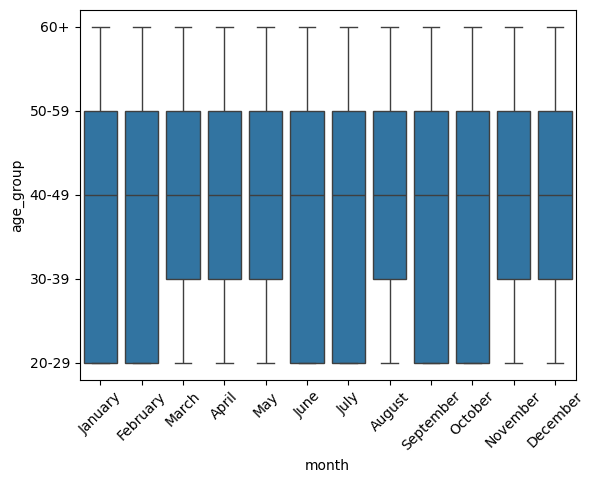 60+
50-59
40-49
30-39
20-29
age_group
January
February
March
April
May
June
July
August
September
October
November
December
month